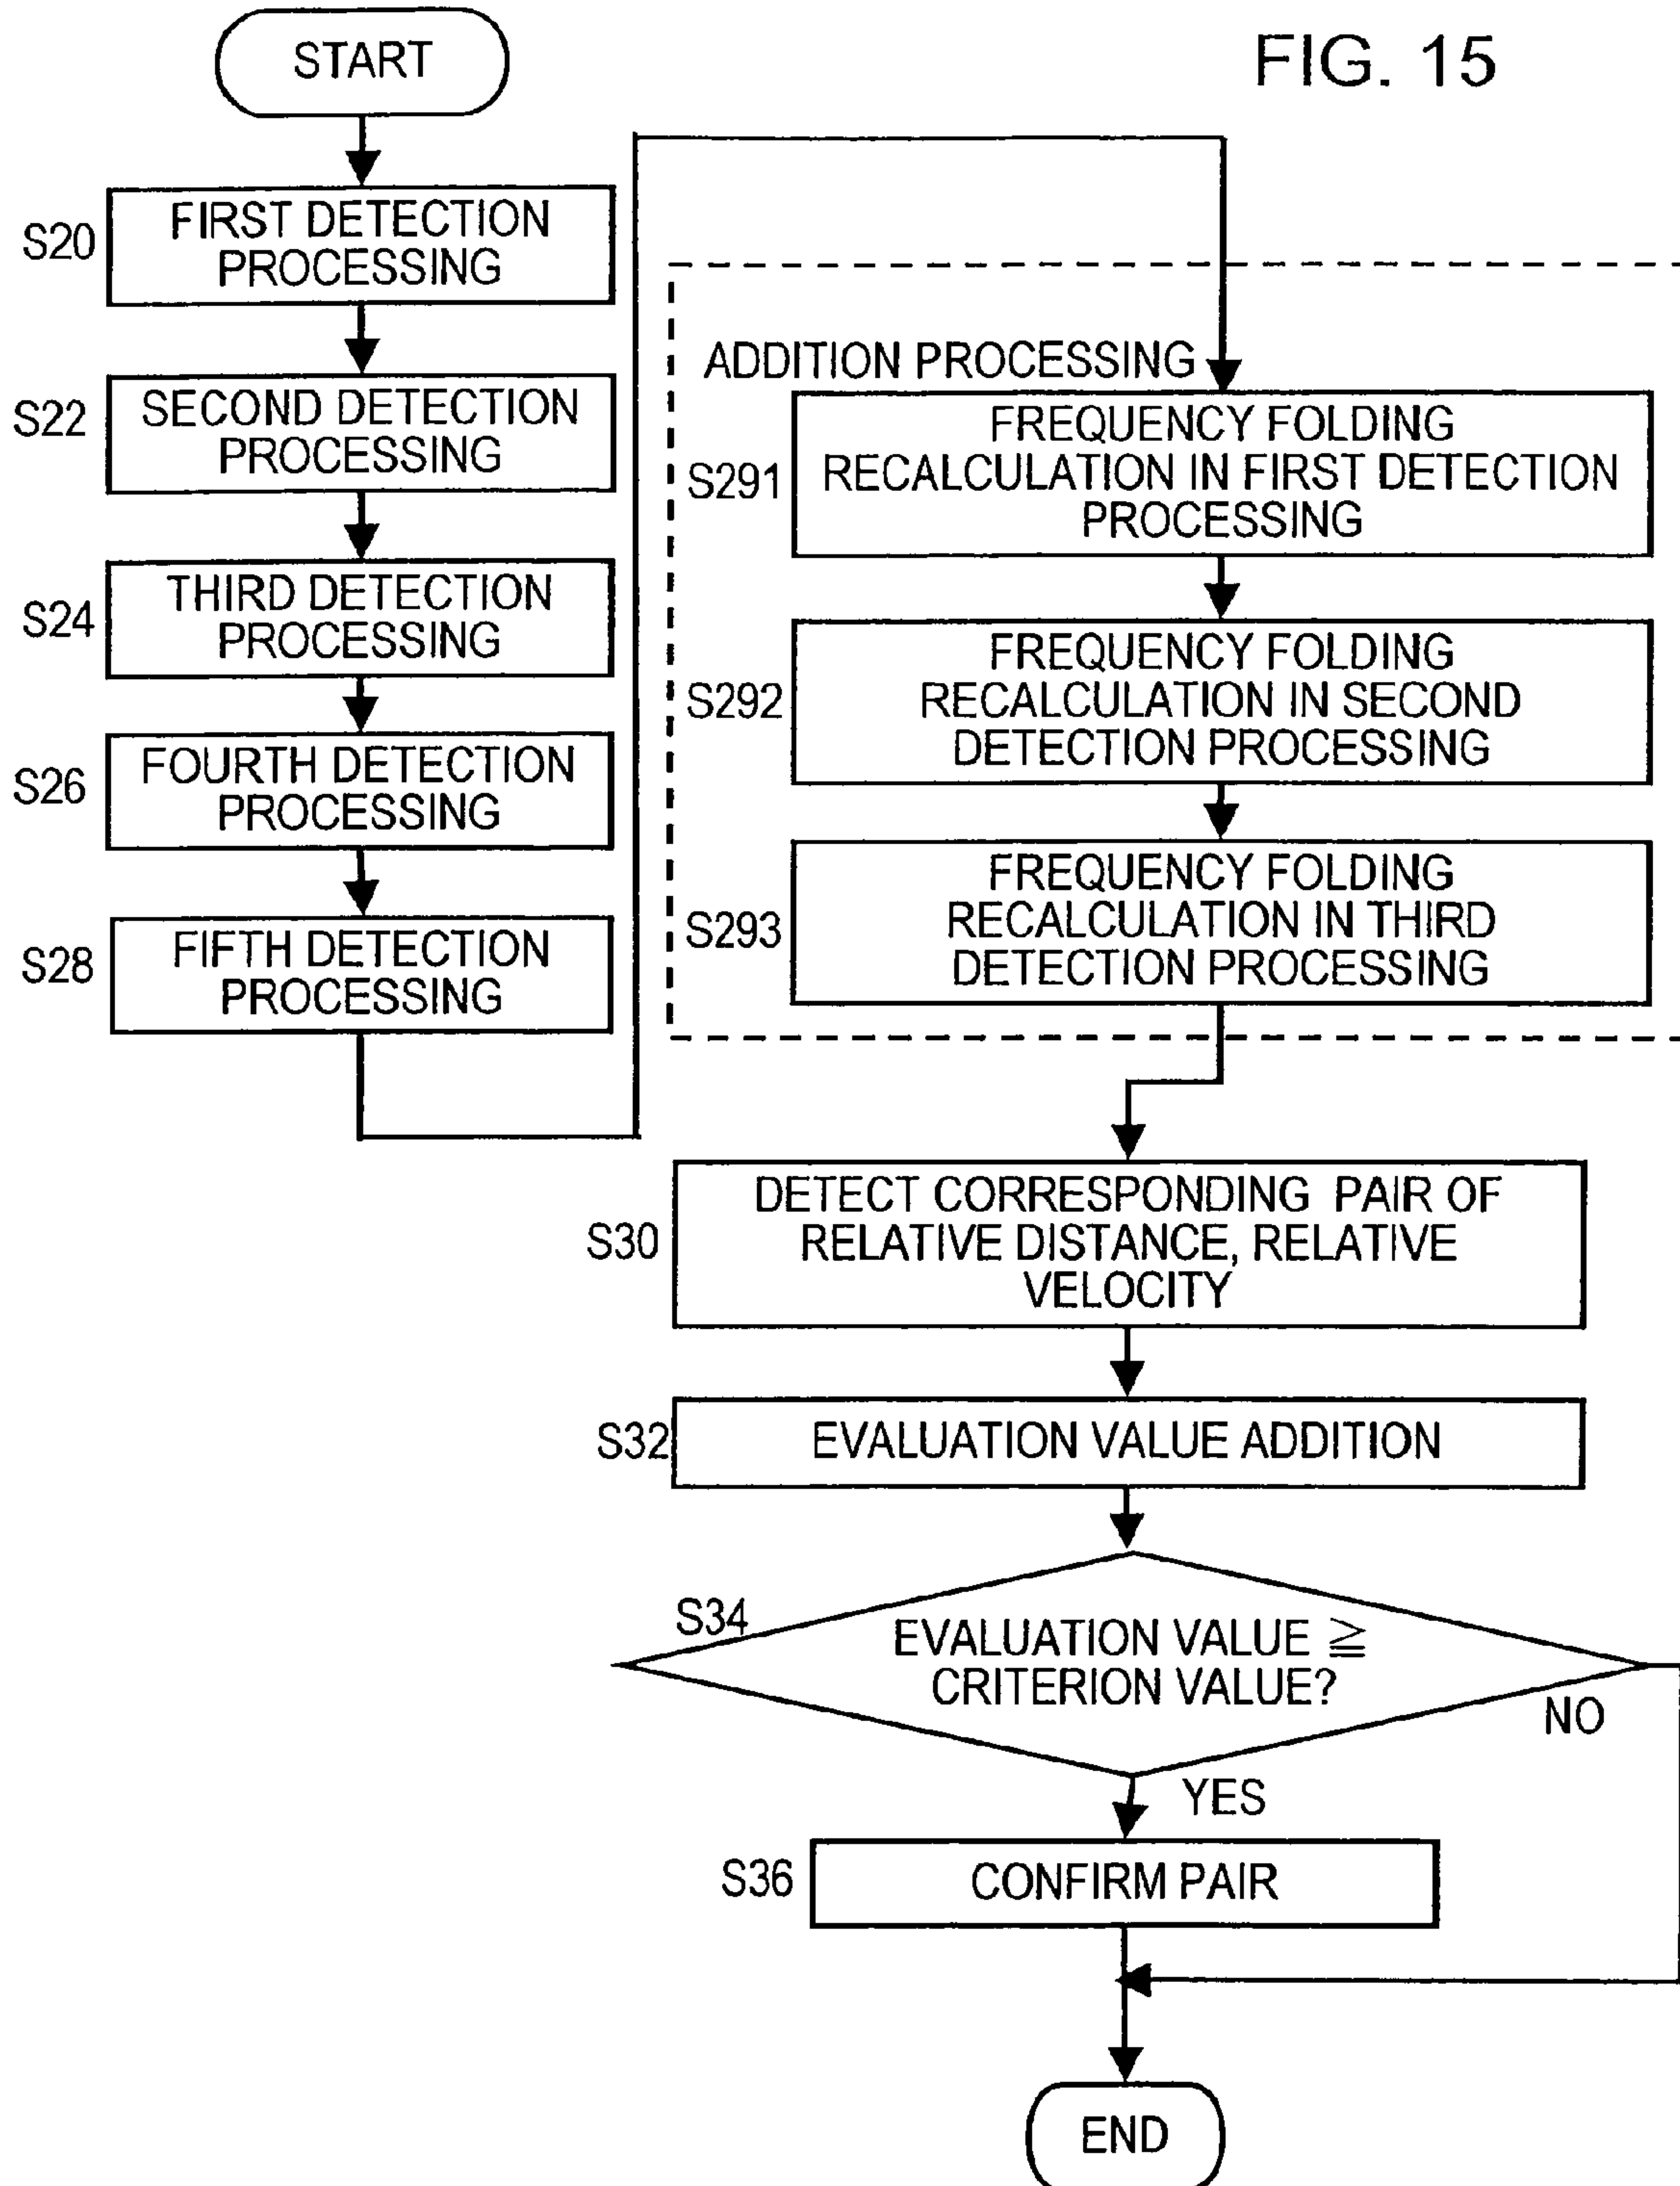 FIG. 15
START
S20
FIRST DETECTION
PROCESSING
S22
SECOND DETECTION
PROCESSING
S24
THIRD DETECTION
PROCESSING
S26
FOURTH DETECTION
PROCESSING
S28
FIFTH DETECTION
PROCESSING
ADDITION PROCESSING
S291
FREQUENCY FOLDING
RECALCULATION IN FIRST DETECTION
PROCESSING
S292
FREQUENCY FOLDING
RECALCULATION IN SECOND
DETECTION PROCESSING
S293
FREQUENCY FOLDING
RECALCULATION IN THIRD
DETECTION PROCESSING
S30
DETECT CORRESPONDING PAIR OF
RELATIVE DISTANCE, RELATIVE
VELOCITY
S32
EVALUATION VALUE ADDITION
S34
EVALUATION VALUE ≧
CRITERION VALUE?
NO
YES
S36
CONFIRM PAIR
END